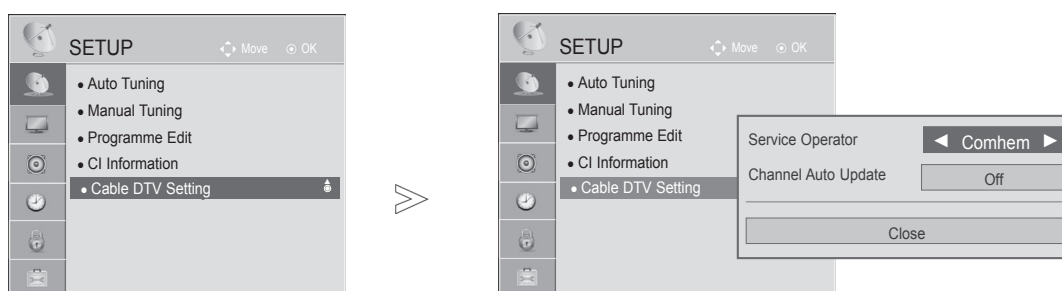 SETUP
Move OK
• Auto Tuning
• Manual Tuning
• Programme Edit
• CI Information
• Cable DTV Setting
SETUP
Move OK
• Auto Tuning
• Manual Tuning
• Programme Edit
• CI Information
• Cable DTV Setting
Service Operator ◀ Comhem ▶
Channel Auto Update Off
Close